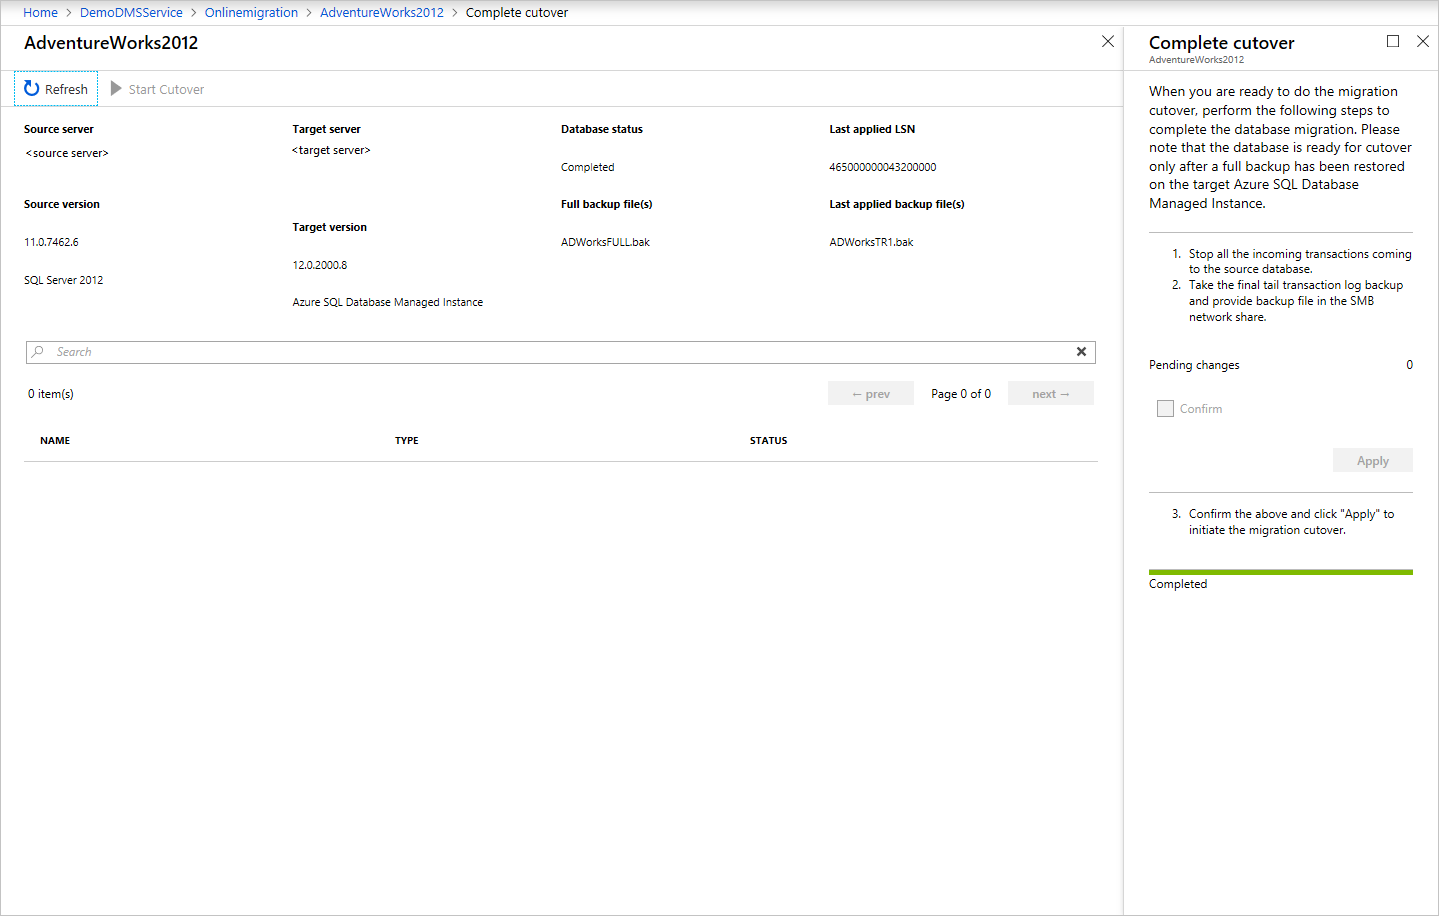 Home > DemoDMSService > Onlinemigration > AdventureWorks2012 > Complete cutover
AdventureWorks2012
Refresh
Start Cutover
Source server
<source server>
Target server
<target server>
Database status
Completed
Last applied LSN
465000000043200000
Source version
11.0.7462.6
SQL Server 2012
Target version
12.0.2000.8
Azure SQL Database Managed Instance
Full backup file(s)
ADWorksFULL.bak
Last applied backup file(s)
ADWorksTR1.bak
Search
0 item(s)
← prev
Page 0 of 0
next →
NAME
TYPE
STATUS
Complete cutover
AdventureWorks2012
When you are ready to do the migration
cutover, perform the following steps to
complete the database migration. Please
note that the database is ready for cutover
only after a full backup has been restored
on the target Azure SQL Database
Managed Instance.
1. Stop all the incoming transactions coming
to the source database.
2. Take the final tail transaction log backup
and provide backup file in the SMB
network share.
Pending changes 0
Confirm
Apply
3. Confirm the above and click "Apply" to
initiate the migration cutover.
Completed